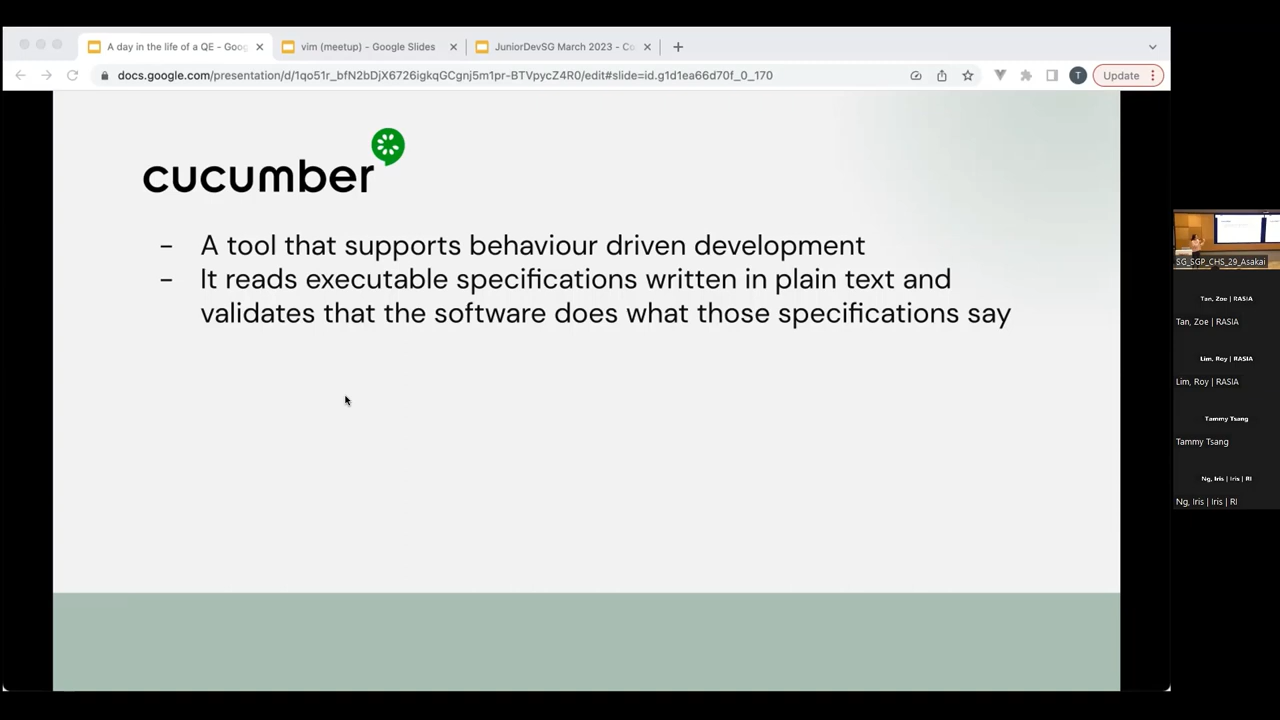 A day in the life of a QE - Goog
vim (meetup) - Google Slides
JuniorDevSG March 2023 - Co
docs.google.com/presentation/d/1qo51r_bfN2bDjX6726igkqGCgnj5m1pr-BTVpycZ4R0/edit#slide=id.g1d1ea66d70f_0_170
T
Update
cucumber
- A tool that supports behaviour driven development
- It reads executable specifications written in plain text and
validates that the software does what those specifications say
SG_SGP_CHS_29_Asakai
Tan, Zoe | RASIA
Tan, Zoe | RASIA
Lim, Roy | RASIA
Lim, Roy | RASIA
Tammy Tsang
Tammy Tsang
Ng, Iris | Iris | RI
Ng, Iris | Iris | RI